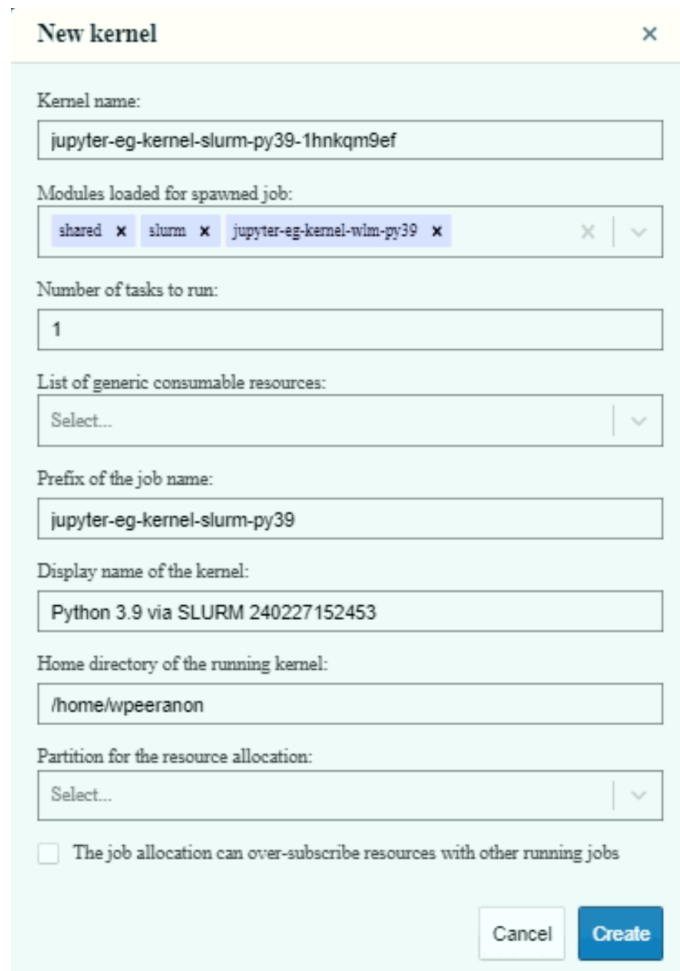 New kernel
Kernel name:
jupyter-eg-kernel-slurm-py39-1hnkqm9ef
Modules loaded for spawned job:
shared × slurm × jupyter-eg-kernel-wlm-py39 ×
Number of tasks to run:
1
List of generic consumable resources:
Select...
Prefix of the job name:
jupyter-eg-kernel-slurm-py39
Display name of the kernel:
Python 3.9 via SLURM 240227152453
Home directory of the running kernel:
/home/wpeeranon
Partition for the resource allocation:
Select...
The job allocation can over-subscribe resources with other running jobs
Cancel Create